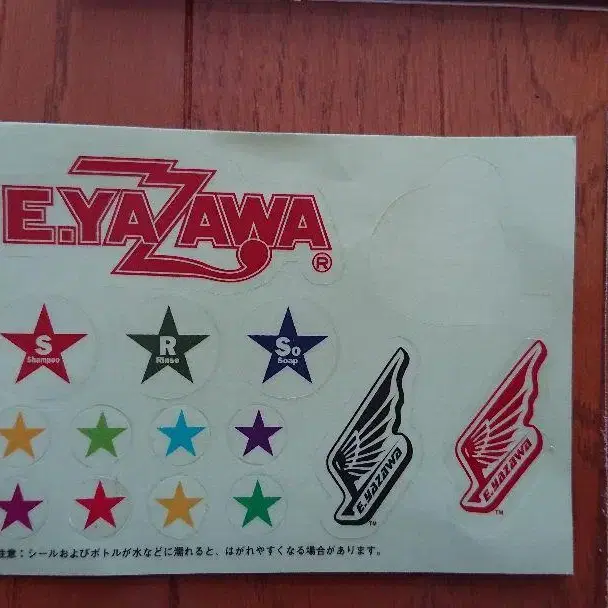 E.YAZAWA
®
S
Shampoo
R
Rinse
So
Soap
E.YAZAWA
TM
E.YAZAWA
TM
注意：シールおよびボトルが水などに濡れると、はがれやすくなる場合があります。